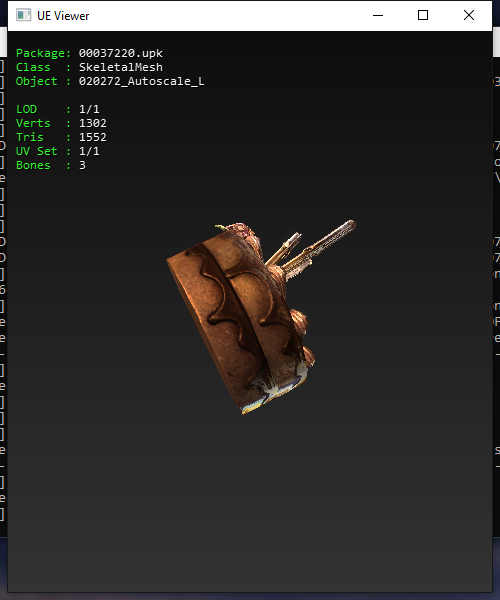 UE Viewer
Package: 00037220.upk
Class : SkeletalMesh
Object : 020272_Autoscale_L
LOD : 1/1
Verts : 1302
Tris : 1552
UV Set : 1/1
Bones : 3